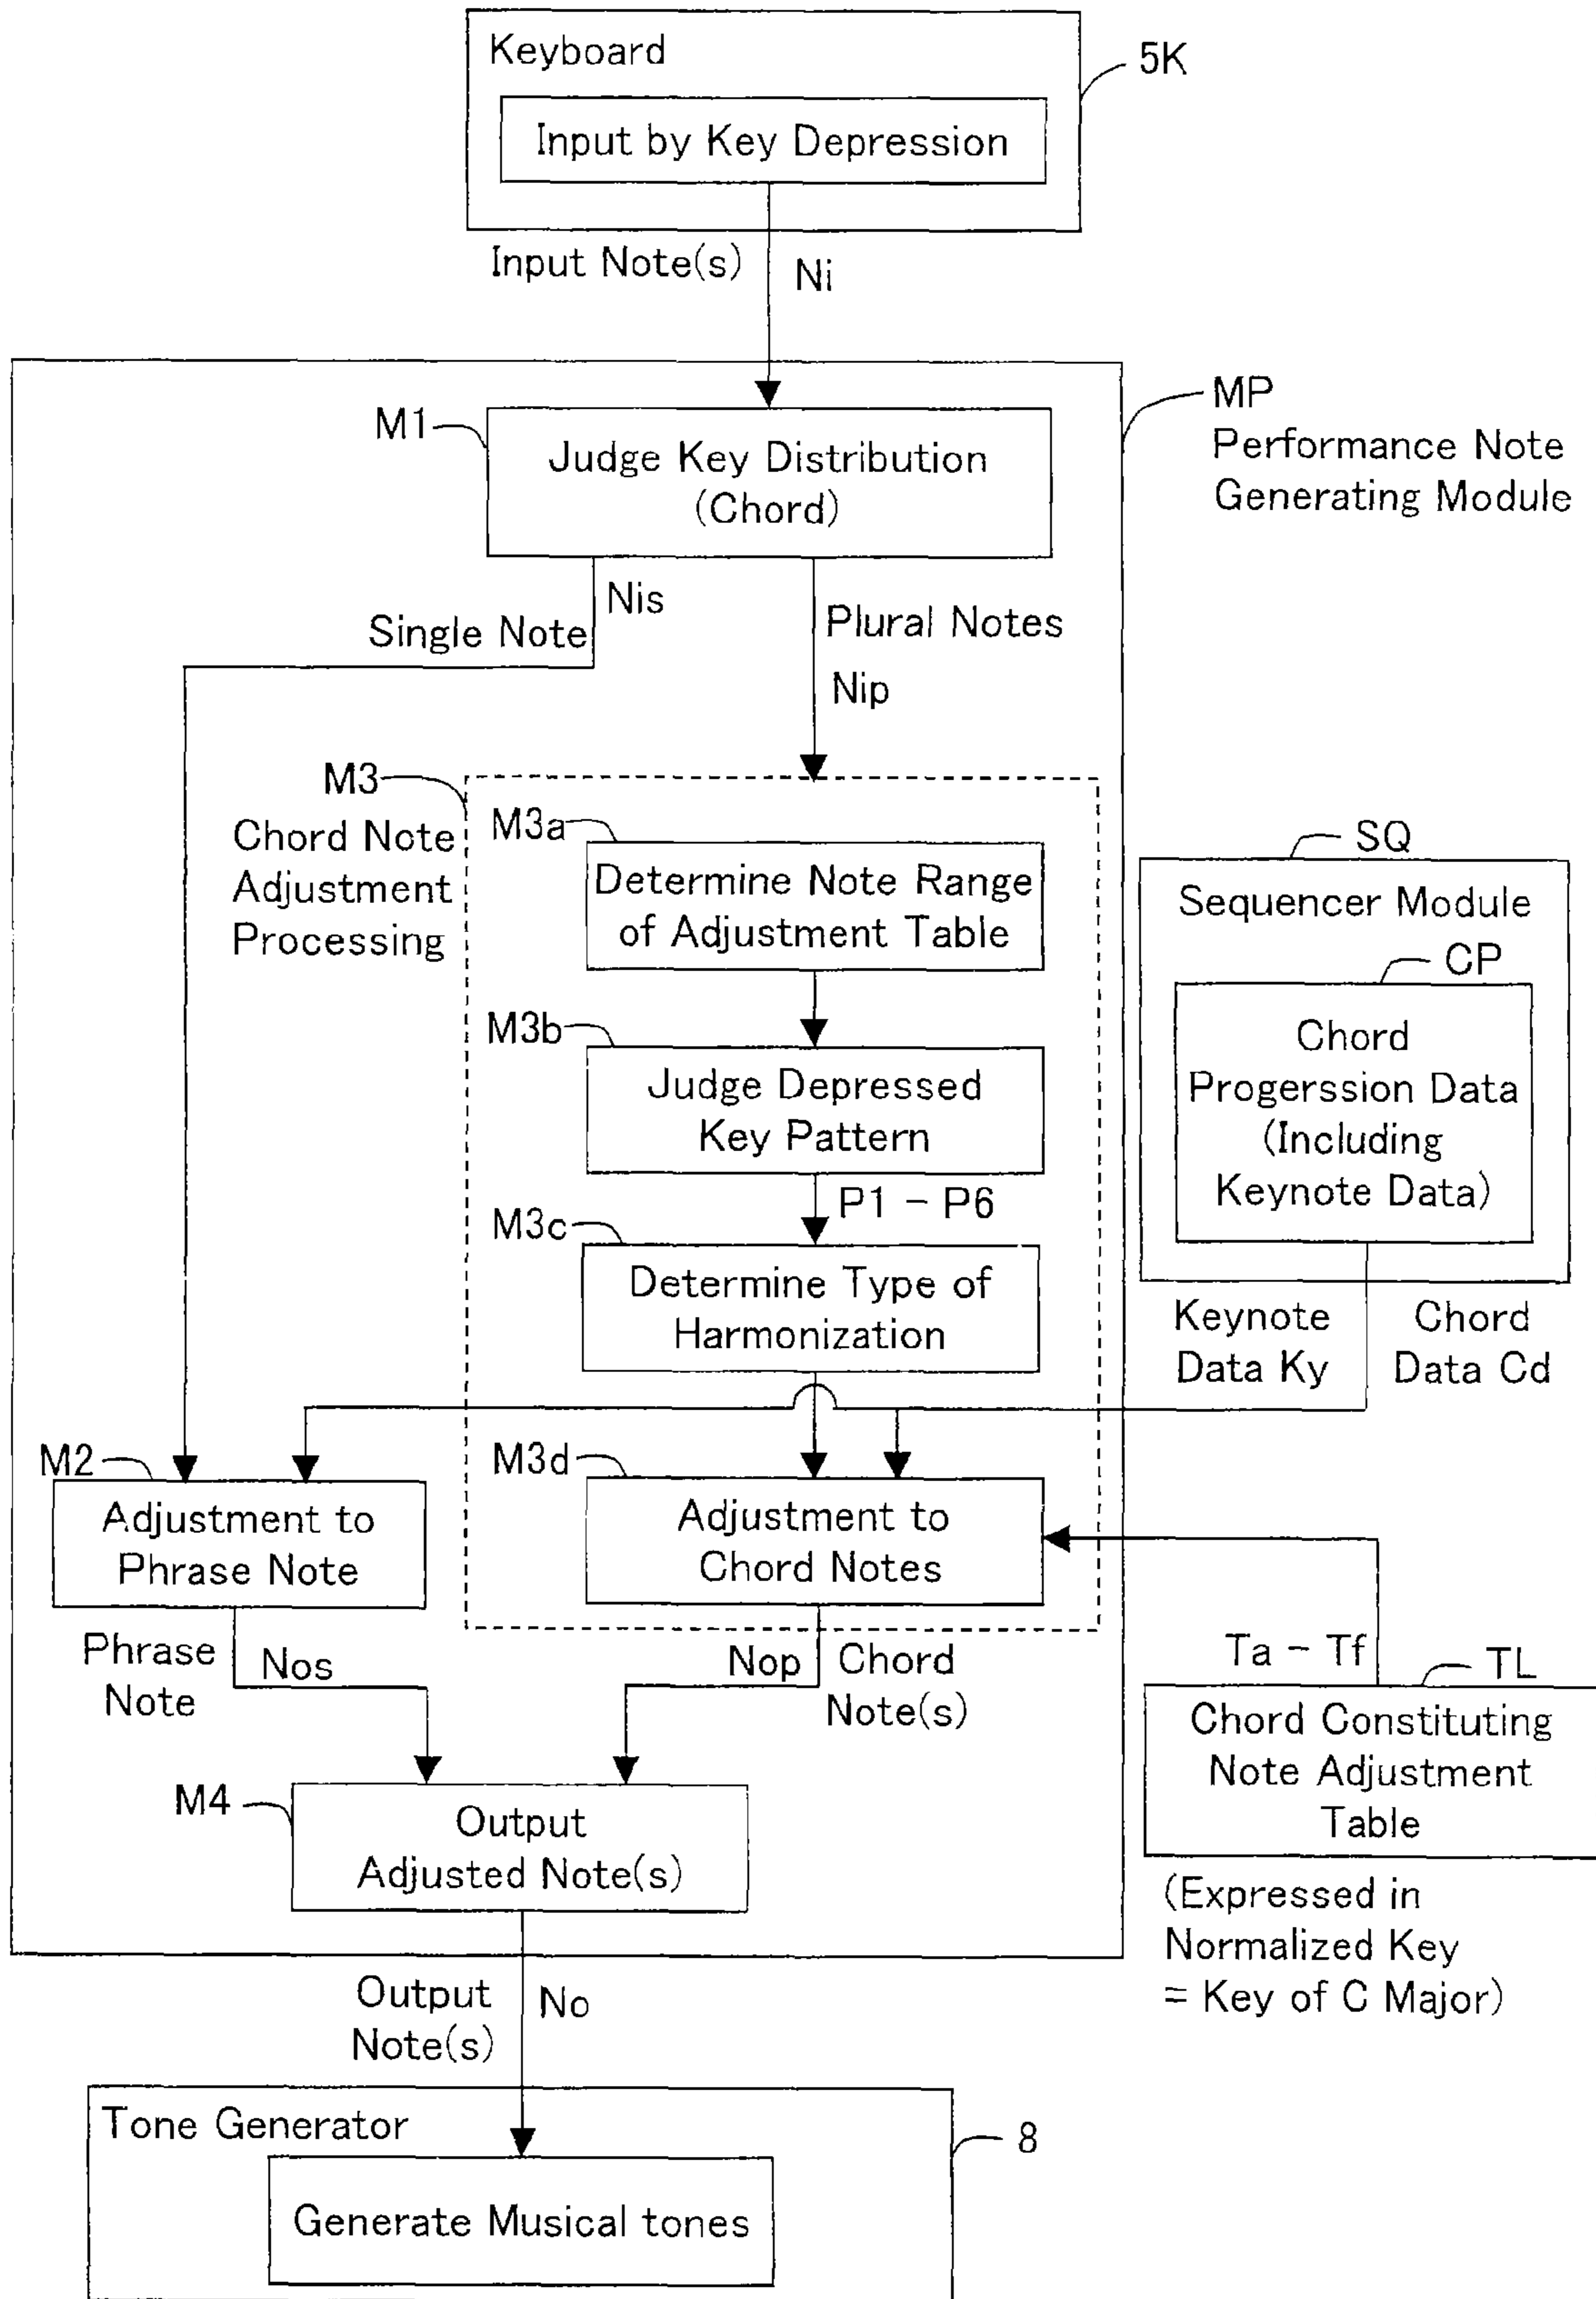 Keyboard
5K
Input by Key Depression
Input Note(s)
Ni
MP
Performance Note
Generating Module
M1
Judge Key Distribution
(Chord)
Nis
Single Note
Plural Notes
Nip
M3
Chord Note
Adjustment
Processing
M3a
Determine Note Range
of Adjustment Table
M3b
Judge Depressed
Key Pattern
P1 - P6
M3c
Determine Type of
Harmonization
SQ
Sequencer Module
CP
Chord
Progerssion Data
(Including
Keynote Data)
Keynote
Data Ky
Chord
Data Cd
M2
Adjustment to
Phrase Note
M3d
Adjustment to
Chord Notes
Phrase
Note
Nos
Nop
Chord
Note(s)
Ta - Tf
TL
Chord Constituting
Note Adjustment
Table
(Expressed in
Normalized Key
= Key of C Major)
M4
Output
Adjusted Note(s)
Output
Note(s)
No
Tone Generator
8
Generate Musical tones